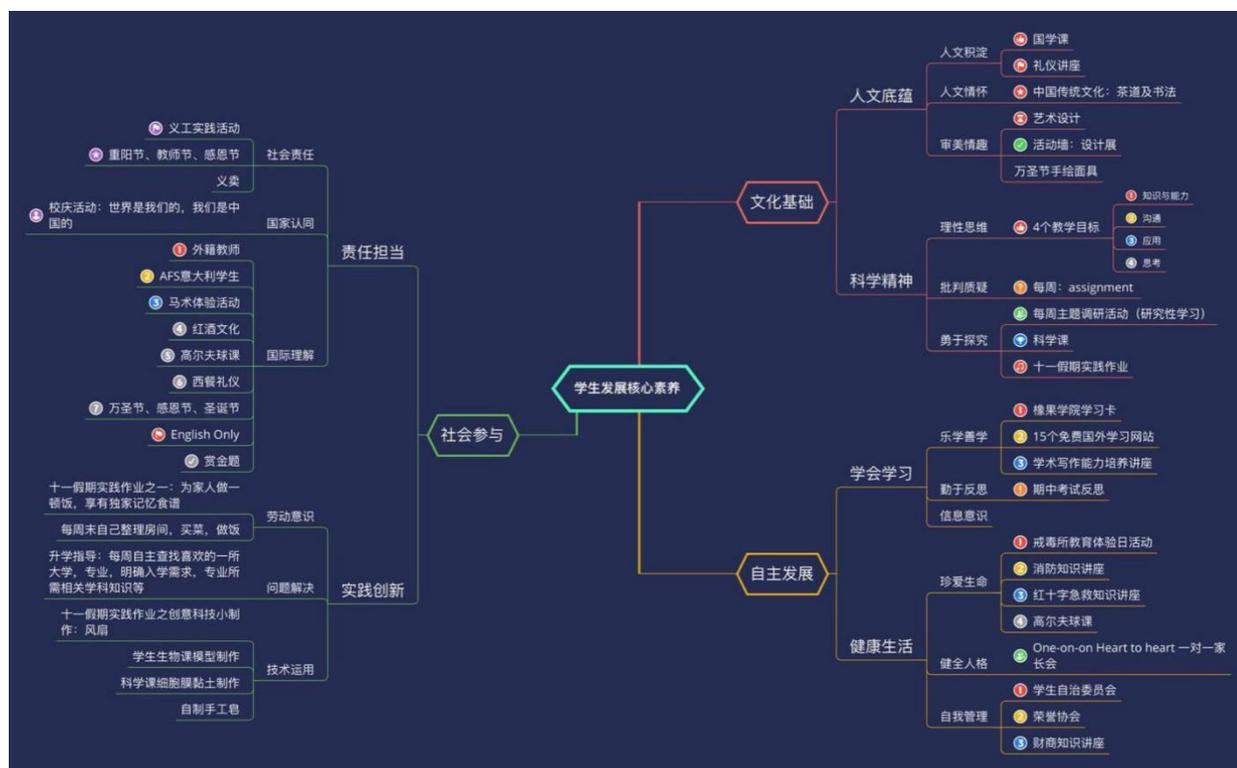 学生发展核心素养
文化基础
人文底蕴
人文积淀
国学课
礼仪讲座
人文情怀
中国传统文化：茶道及书法
审美情趣
艺术设计
活动墙：设计展
万圣节手绘面具
科学精神
理性思维
4个教学目标
1 知识与能力
2 沟通
3 应用
4 思考
批判质疑
每周：assignment
勇于探究
每周主题调研活动（研究性学习）
科学课
十一假期实践作业
自主发展
学会学习
乐学善学
1 橡果学院学习卡
2 15个免费国外学习网站
3 学术写作能力培养讲座
勤于反思
期中考试反思
信息意识
健康生活
珍爱生命
1 戒毒所教育体验日活动
2 消防知识讲座
3 红十字急救知识讲座
4 高尔夫球课
健全人格
One-on-on Heart to heart 一对一家
长会
自我管理
1 学生自治委员会
2 荣誉协会
3 财商知识讲座
社会参与
责任担当
社会责任
义工实践活动
重阳节、教师节、感恩节
义卖
国家认同
校庆活动：世界是我们的，我们是中
国的
国际理解
1 外籍教师
2 AFS意大利学生
3 马术体验活动
4 红酒文化
5 高尔夫球课
6 西餐礼仪
7 万圣节、感恩节、圣诞节
English Only
赏金题
实践创新
劳动意识
十一假期实践作业之一：为家人做一
顿饭，享有独家记忆食谱
每周末自己整理房间，买菜，做饭
问题解决
升学指导：每周自主查找喜欢的一所
大学，专业，明确入学需求，专业所
需相关学科知识等
技术运用
十一假期实践作业之创意科技小制
作：风扇
学生生物课模型制作
科学课细胞膜黏土制作
自制手工皂